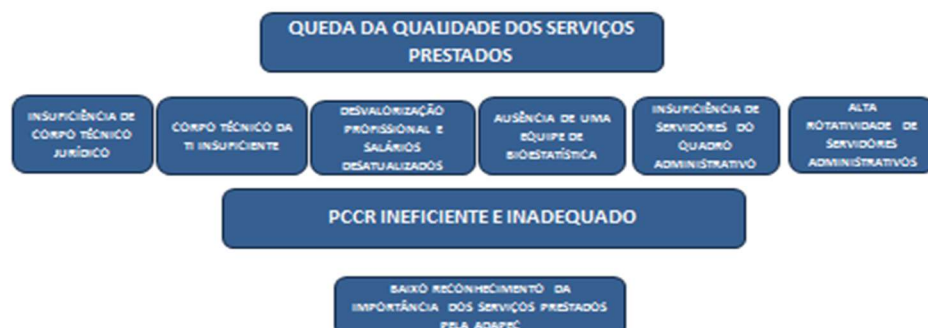 QUEDA DA QUALIDADE DOS SERVIÇOS
PRESTADOS
INSUFICIÊNCIA DE
CORPO TÉCNICO
JURÍDICO
CORPO TÉCNICO DA
TI INSUFICIENTE
DESVALORIZAÇÃO
PROFISSIONAL E
SALÁRIOS
DESATUALIZADOS
AUSÊNCIA DE UMA
EQUIPE DE
BIOESTATÍSTICA
INSUFICIÊNCIA DE
SERVIDORES DO
QUADRO
ADMINISTRATIVO
ALTA
ROTATIVIDADE DE
SERVIDORES
ADMINISTRATIVOS
PCCR INEFICIENTE E INADEQUADO
BAIXO RECONHECIMENTO DA
IMPORTÂNCIA DOS SERVIÇOS PRESTADOS
PELA ADAPEC